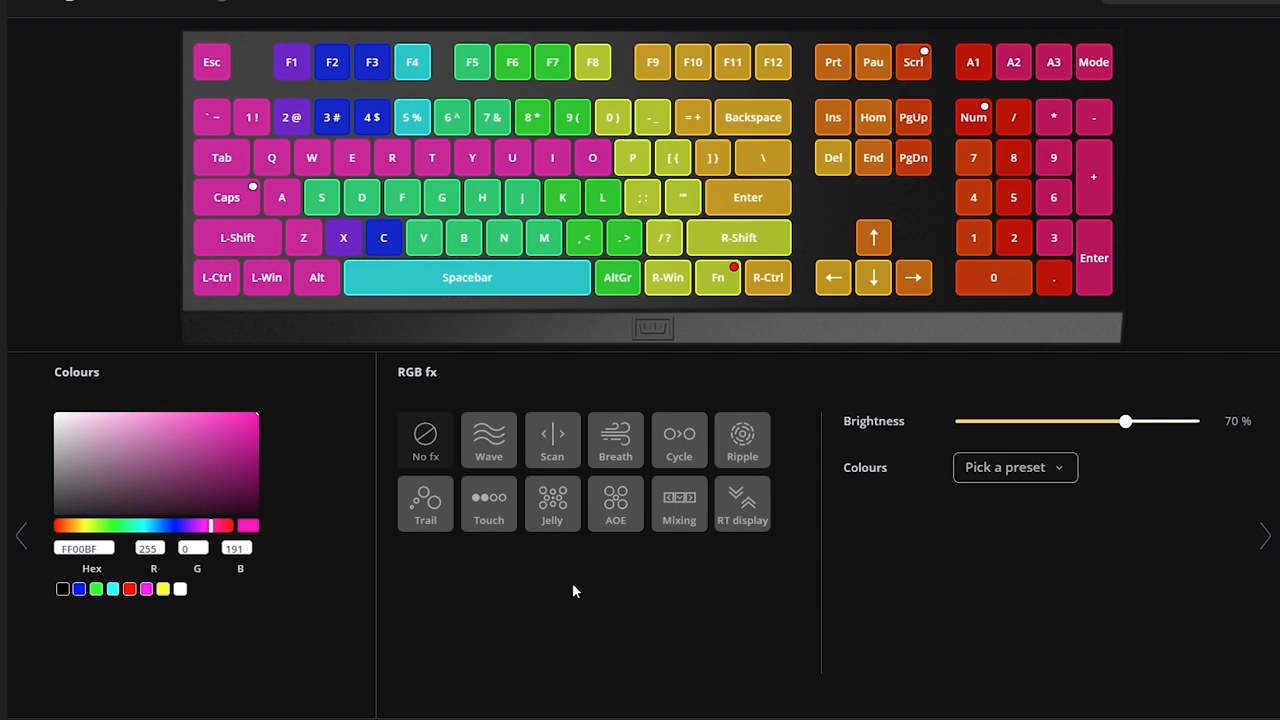 Esc F1 F2 F3 F4 F5 F6 F7 F8 F9 F10 F11 F12 Prt Pau Scrl A1 A2 A3 Mode
` ~ 1 ! 2 @ 3 # 4 $ 5 % 6 ^ 7 & 8 * 9 ( 0 ) - _ = + Backspace Ins Hom PgUp Num / * -
Tab Q W E R T Y U I O P [ { ] } \ Del End PgDn 7 8 9 +
Caps A S D F G H J K L ; : '" Enter 4 5 6
L-Shift Z X C V B N M , < . > / ? R-Shift ↑ 1 2 3 Enter
L-Ctrl L-Win Alt Spacebar AltGr R-Win Fn R-Ctrl ← ↓ → 0 .
Colours
FF00BF 255 0 191
Hex R G B
RGB fx
No fx Wave Scan Breath Cycle Ripple
Trail Touch Jelly AOE Mixing RT display
Brightness 70 %
Colours Pick a preset